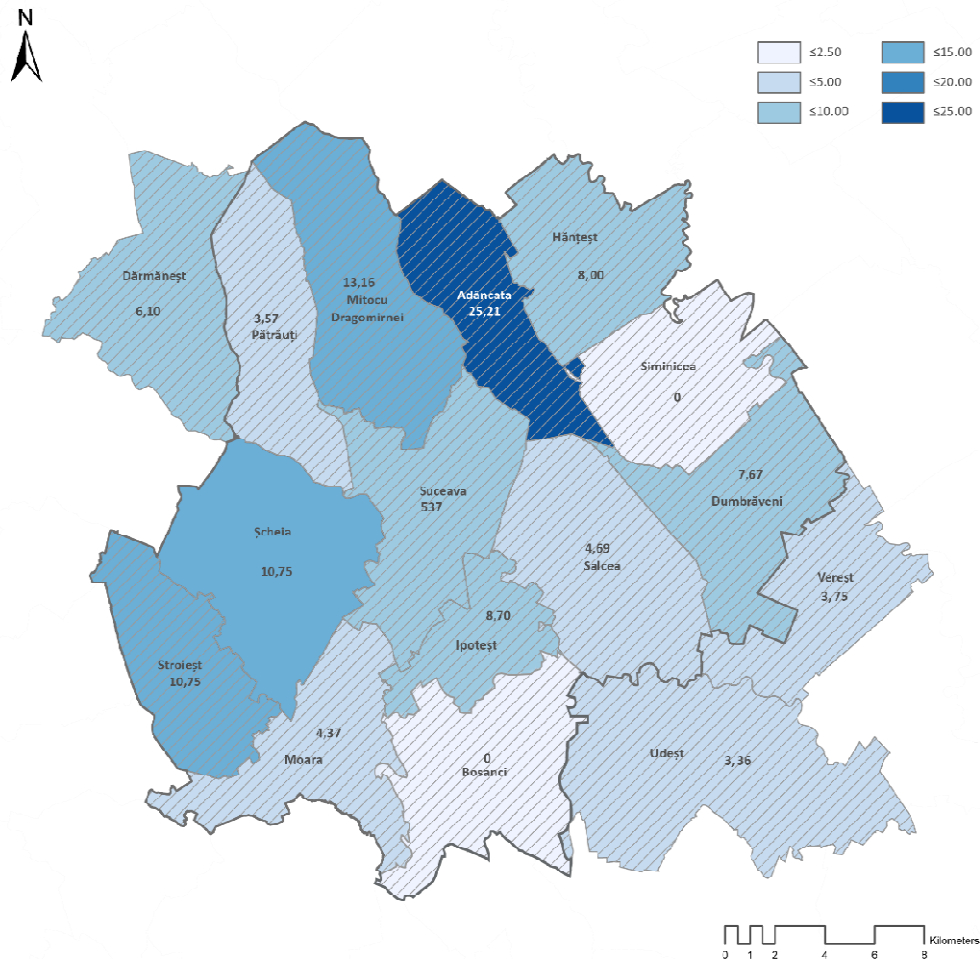 N
≤2.50
≤15.00
≤5.00
≤20.00
≤10.00
≤25.00
Hănțești
8,00
Dărmănești
6,10
13,16
Mitocu
Dragomirnei
Adâncata
25,21
3,57
Pătrăuți
Siminicea
0
7,67
Dumbrăveni
Suceava
537
Șcheia
10,75
4,69
Salcea
Verești
3,75
8,70
Ipotești
Stroiești
10,75
4,37
Moara
0
Bosanci
Udești
3,36
Kilometers
0 1 2 4 6 8